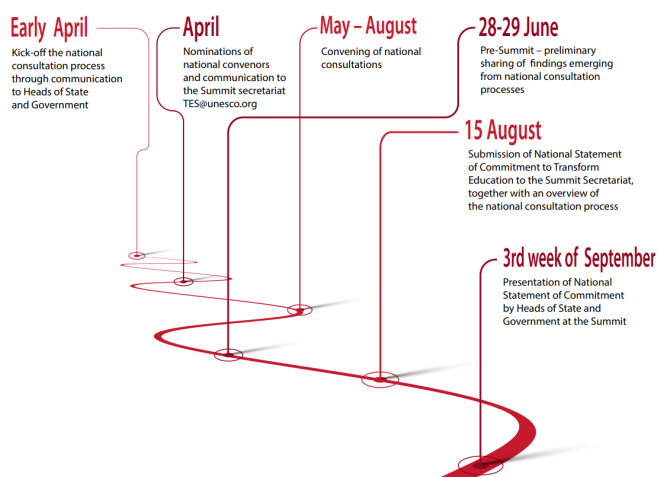 Early April
Kick-off the national
consultation process
through communication
to Heads of State
and Government
April
Nominations of
national convenors
and communication to
the Summit secretariat
TES@unesco.org
May – August
Convening of national
consultations
28-29 June
Pre-Summit – preliminary
sharing of findings emerging
from national consultation
processes
15 August
Submission of National Statement
of Commitment to Transform
Education to the Summit Secretariat,
together with an overview of
the national consultation process
3rd week of September
Presentation of National
Statement of Commitment
by Heads of State and
Government at the Summit